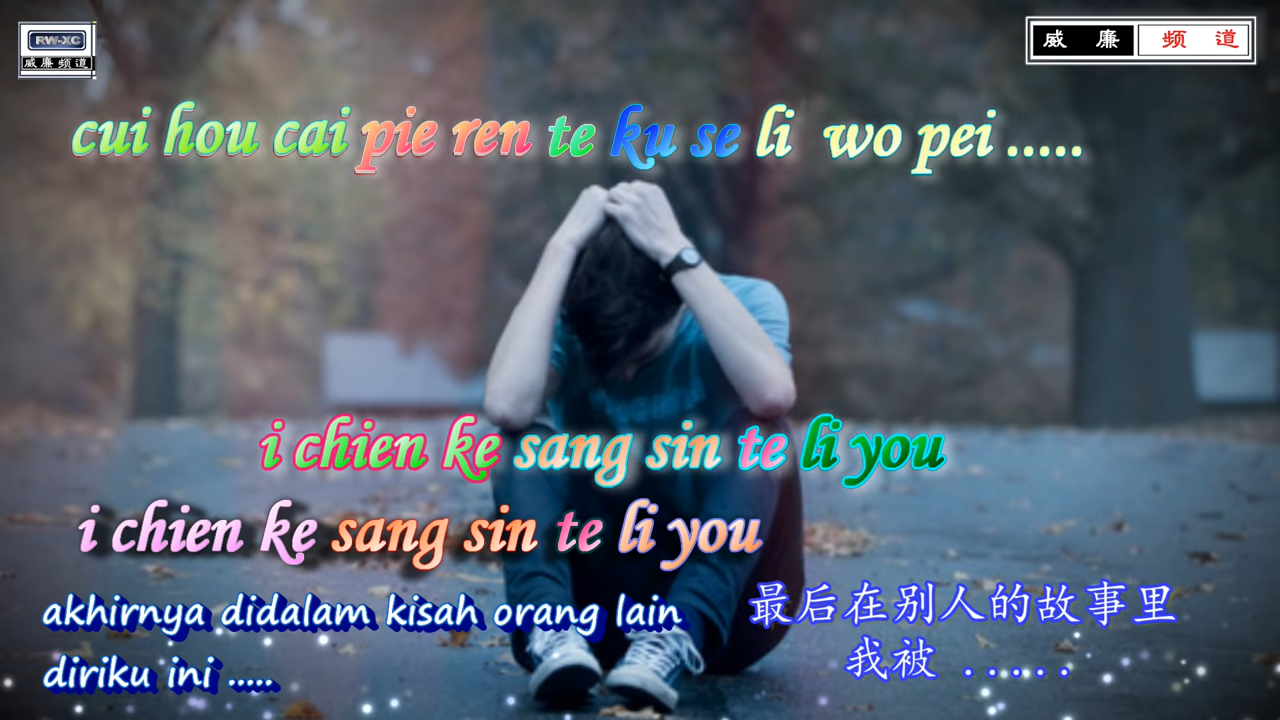 RW-XC
威廉频道
威廉 频道
cui hou cai pie ren te ku se li wo pei .....
i chien ke sang sin te li you
i chien ke sang sin te li you
akhirnya didalam kisah orang lain
diriku ini .....
最后在别人的故事里
我被 .....